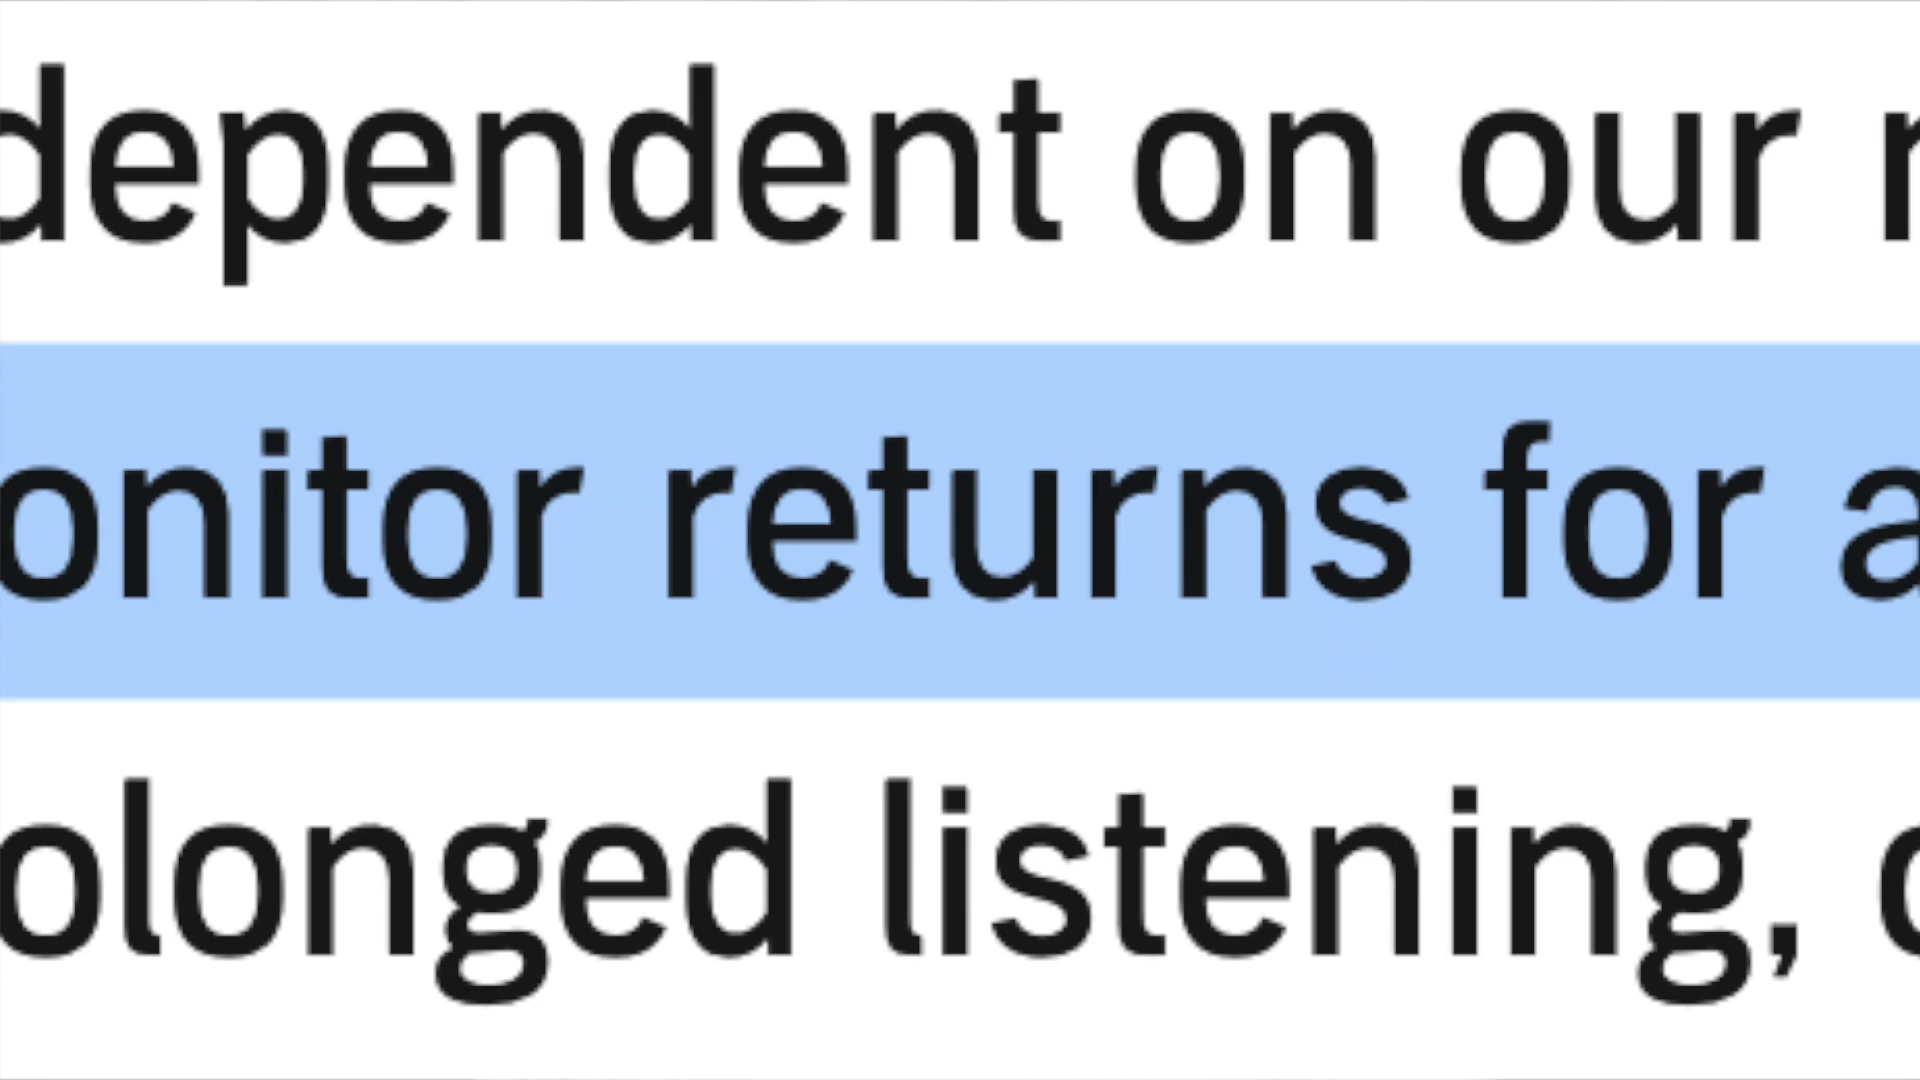 dependent on our
onitor returns for a
olonged listening,